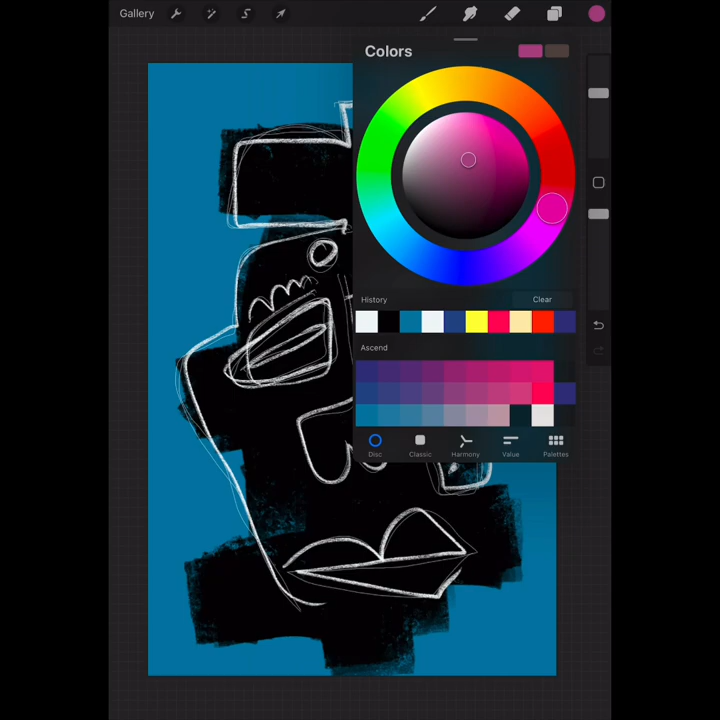 Gallery
Colors
History
Clear
Ascend
Disc
Classic
Harmony
Value
Palettes